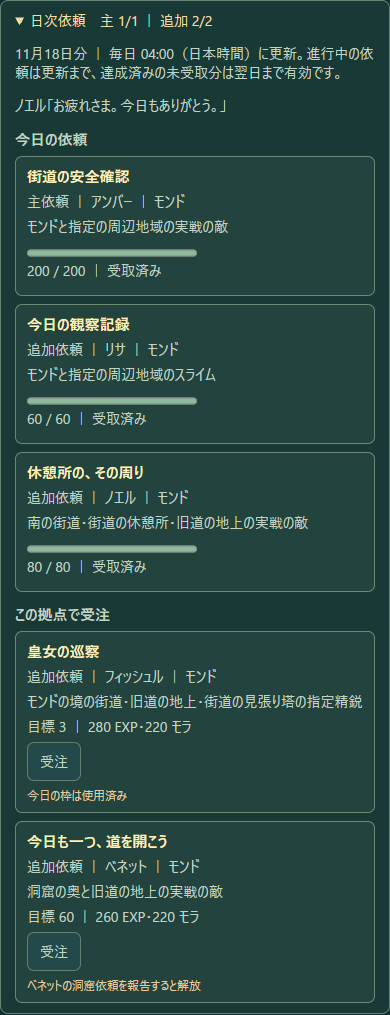 ▼ 日次依頼 主 1/1 | 追加 2/2
11月18日分 | 毎日 04:00（日本時間）に更新。進行中の依
頼は更新まで、達成済みの未受取分は翌日まで有効です。
ノエル「お疲れさま。今日もありがとう。」
今日の依頼
街道の安全確認
主依頼 | アンバー | モンド
モンドと指定の周辺地域の実戦の敵
200 / 200 | 受取済み
今日の観察記録
追加依頼 | リサ | モンド
モンドと指定の周辺地域のスライム
60 / 60 | 受取済み
休憩所の、その周り
追加依頼 | ノエル | モンド
南の街道・街道の休憩所・旧道の地上の実戦の敵
80 / 80 | 受取済み
この拠点で受注
皇女の巡察
追加依頼 | フィッシュル | モンド
モンドの境の街道・旧道の地上・街道の見張り塔の指定精鋭
目標 3 | 280 EXP・220 モラ
受注
今日の枠は使用済み
今日も一つ、道を開こう
追加依頼 | ベネット | モンド
洞窟の奥と旧道の地上の実戦の敵
目標 60 | 260 EXP・220 モラ
受注
ベネットの洞窟依頼を報告すると解放